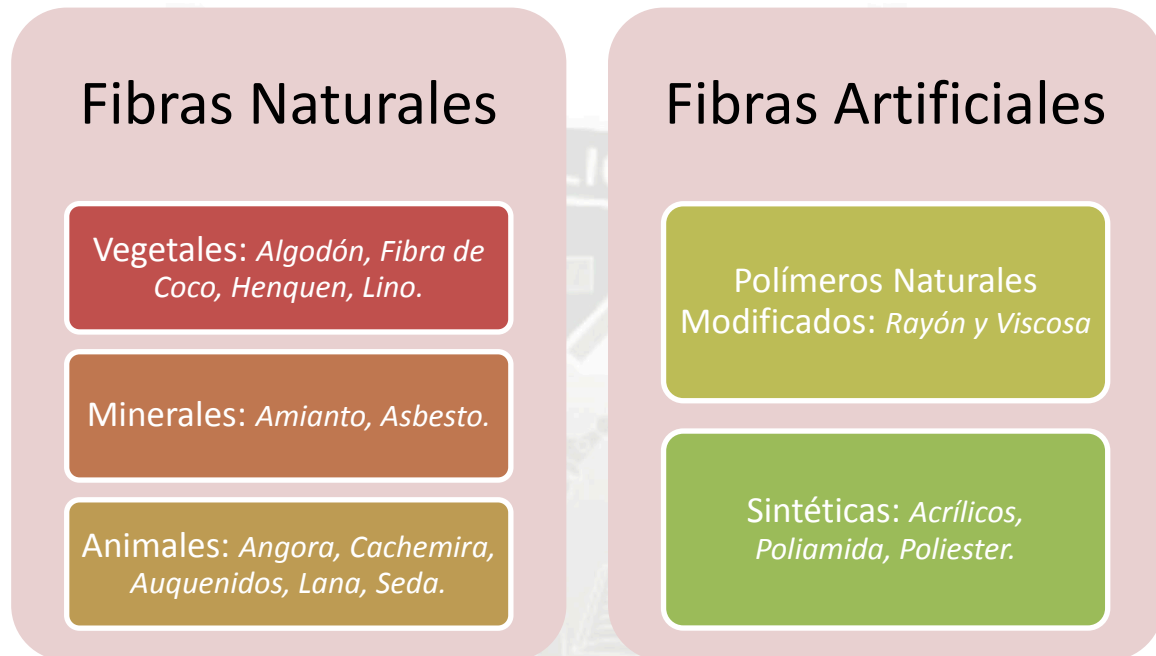 Fibras Naturales
Vegetales: Algodón, Fibra de
Coco, Henquen, Lino.
Minerales: Amianto, Asbesto.
Animales: Angora, Cachemira,
Auquenidos, Lana, Seda.
Fibras Artificiales
Polímeros Naturales
Modificados: Rayón y Viscosa
Sintéticas: Acrílicos,
Poliamida, Poliester.